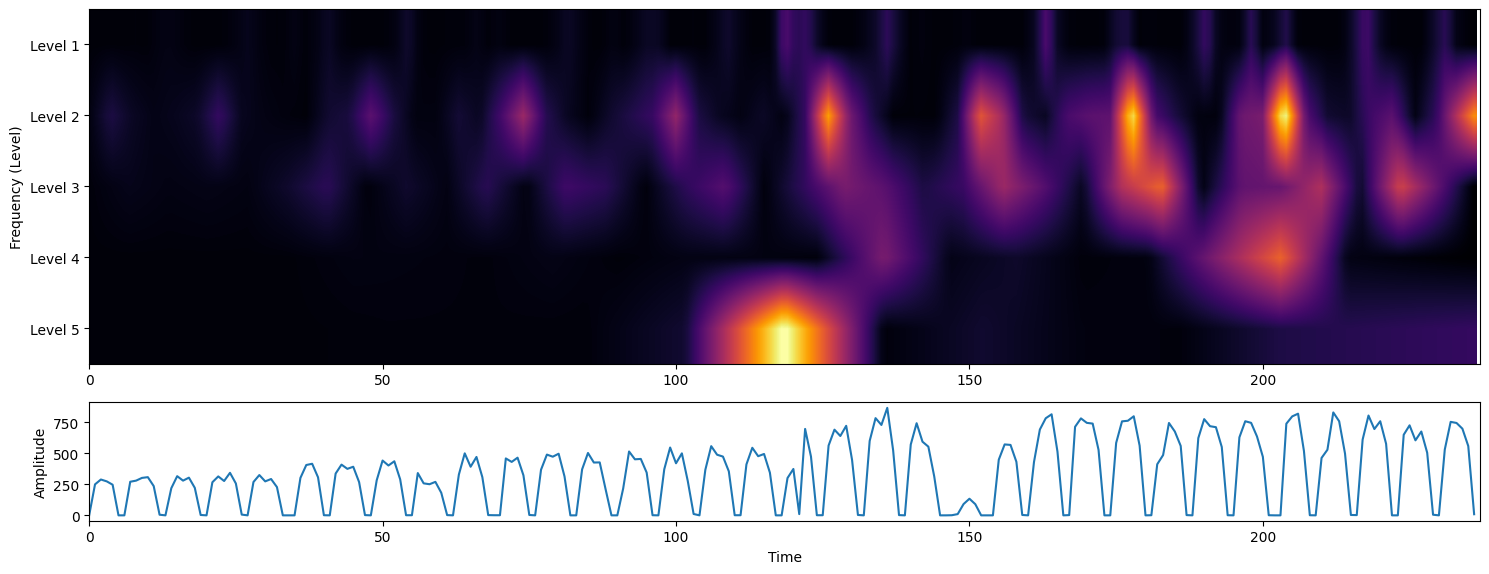 Frequency (Level)
Level 1
Level 2
Level 3
Level 4
Level 5
0 50 100 150 200
Amplitude
750
500
250
0
0 50 100 150 200
Time